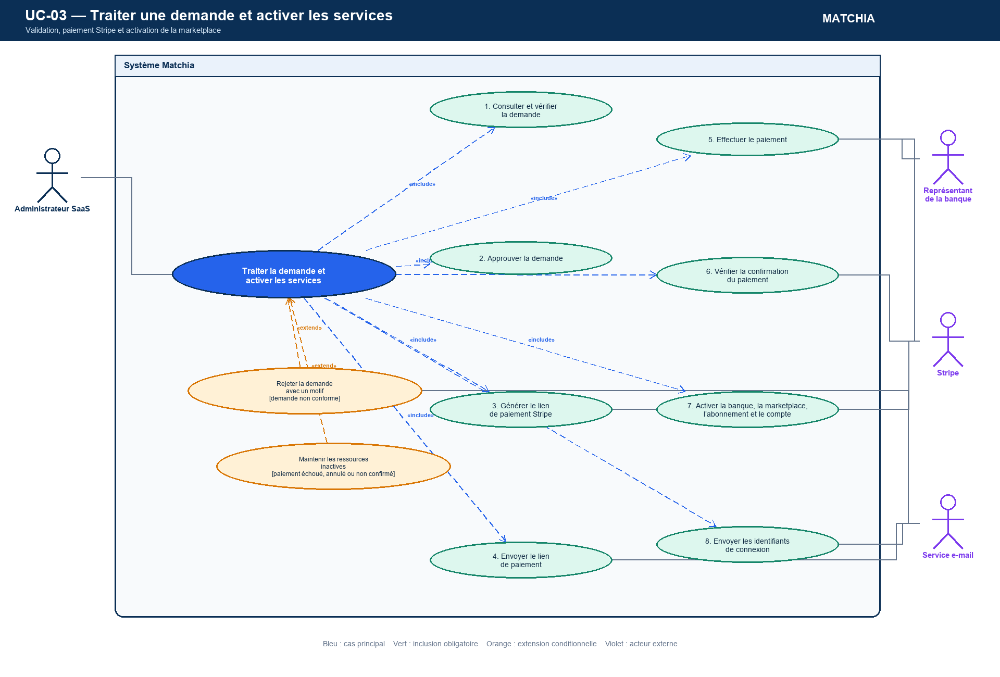 UC-03 — Traiter une demande et activer les services
Validation, paiement Stripe et activation de la marketplace
MATCHIA
Système Matchia
1. Consulter et vérifier
la demande
5. Effectuer le paiement
Représentant
de la banque
Administrateur SaaS
«include»
«include»
«inclu
2. Approuver la demande
Traiter la demande et
activer les services
6. Vérifier la confirmation
du paiement
«extend»
«include»
«include»
«extend»
Stripe
Rejeter la demande
avec un motif
[demande non conforme]
3. Générer le lien
de paiement Stripe
7. Activer la banque, la marketplace,
l'abonnement et le compte
«include»
Maintenir les ressources
inactives
[paiement échoué, annulé ou non confirmé]
8. Envoyer les identifiants
de connexion
4. Envoyer le lien
de paiement
Service e-mail
Bleu : cas principal    Vert : inclusion obligatoire    Orange : extension conditionnelle    Violet : acteur externe